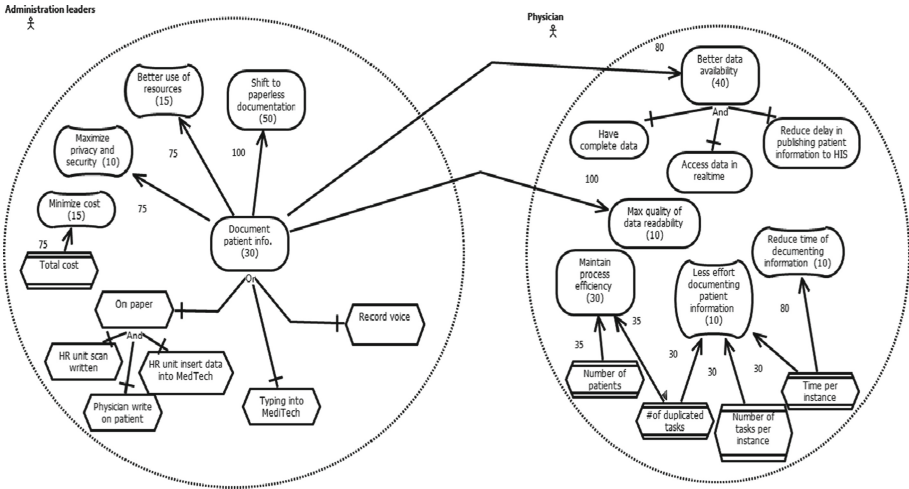 Administration leaders
Physician
Better use of
resources
(15)
Shift to
paperless
documentation
(50)
Maximize
privacy and
security (10)
75
100
Minimize cost
(15)
75
75
Total cost
Document
patient info.
(30)
Or
On paper
And
HR unit scan
written
HR unit insert data
into MedTech
Physician write
on patient
Typing into
MediTech
Record voice
80
Better data
availability
(40)
And
Have
complete data
Access data in
realtime
Reduce delay in
publishing patient
information to HIS
100
Max quality of
data readability
(10)
Maintain
process
efficiency
(30)
Less effort
documenting
patient
information
(10)
Reduce time of
decumenting
information (10)
35
35
30
30
30
80
Number of
patients
#of duplicated
tasks
Number of
tasks per
instance
Time per
instance